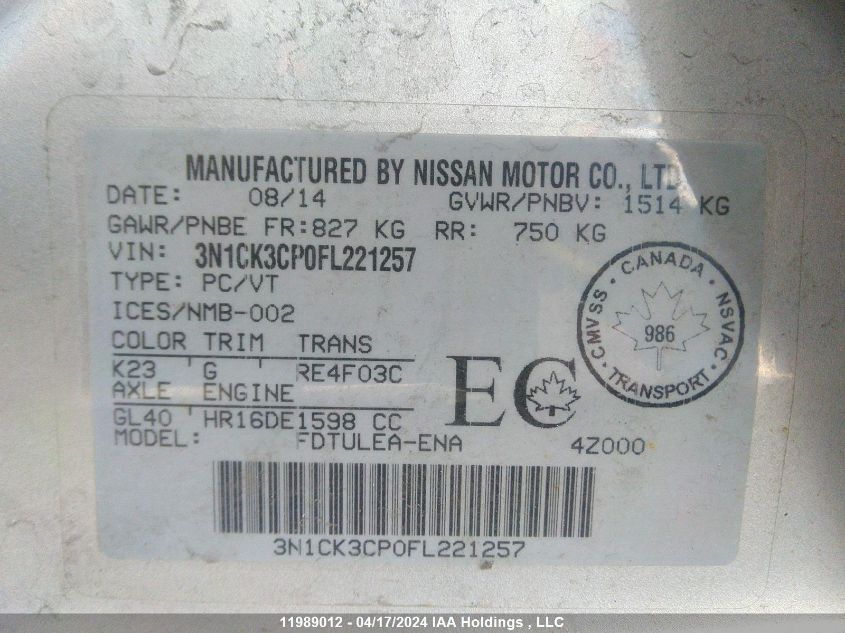 MANUFACTURED BY NISSAN MOTOR CO., LTD
DATE: 08/14 GVWR/PNBV: 1514 KG
GAWR/PNBE FR:827 KG RR: 750 KG
VIN: 3N1CK3CP0FL221257
TYPE: PC/VT
ICES/NMB-002
COLOR TRIM TRANS
K23 G RE4F03C
AXLE ENGINE
GL40 HR16DE1598 CC
MODEL: FDTULEA-ENA 4Z000
EC
CANADA
CMVSS 986 NSVAC
TRANSPORT
3N1CK3CP0FL221257
11989012 - 04/17/2024 IAA Holdings , LLC